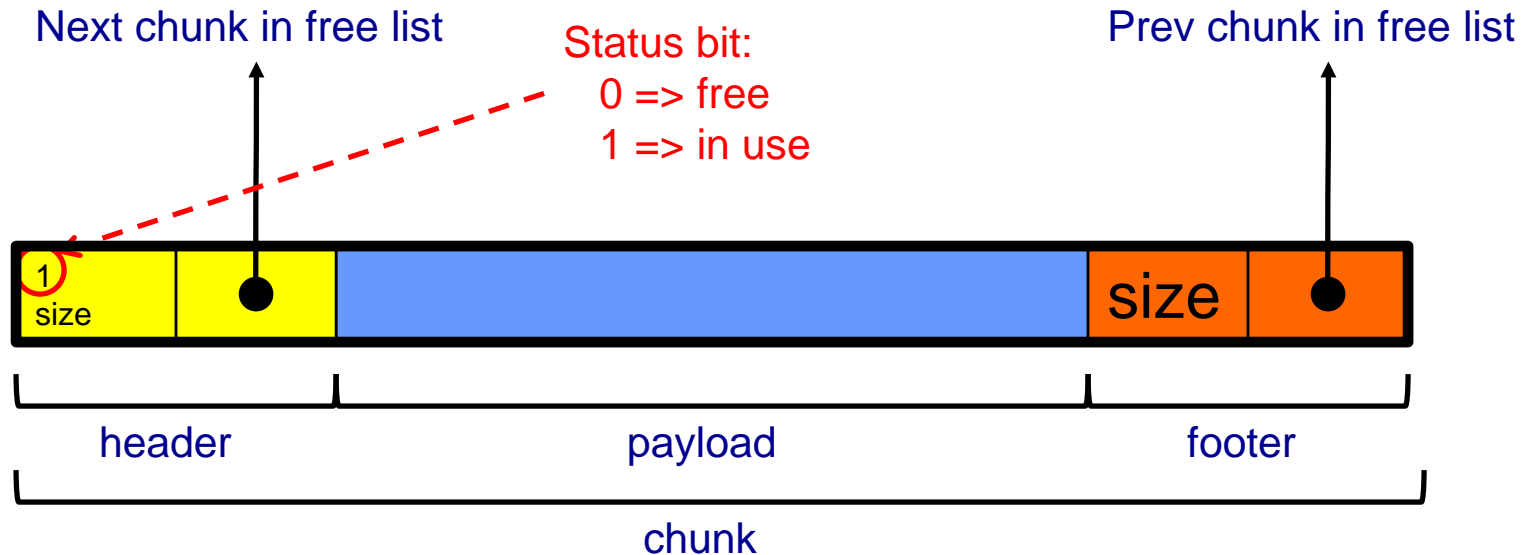 Next chunk in free list
Status bit:
0 => free
1 => in use
Prev chunk in free list
1
size
size
header
payload
footer
chunk